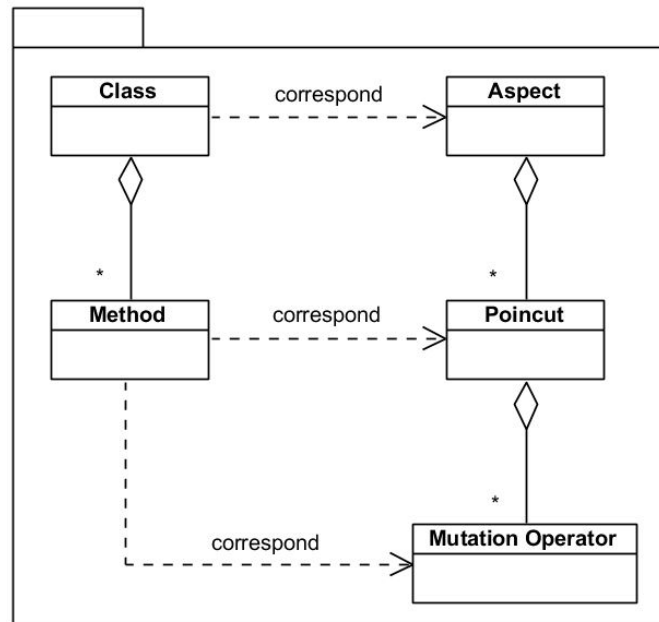 Class
correspond
Aspect
*
*
Method
correspond
Poincut
*
correspond
Mutation Operator